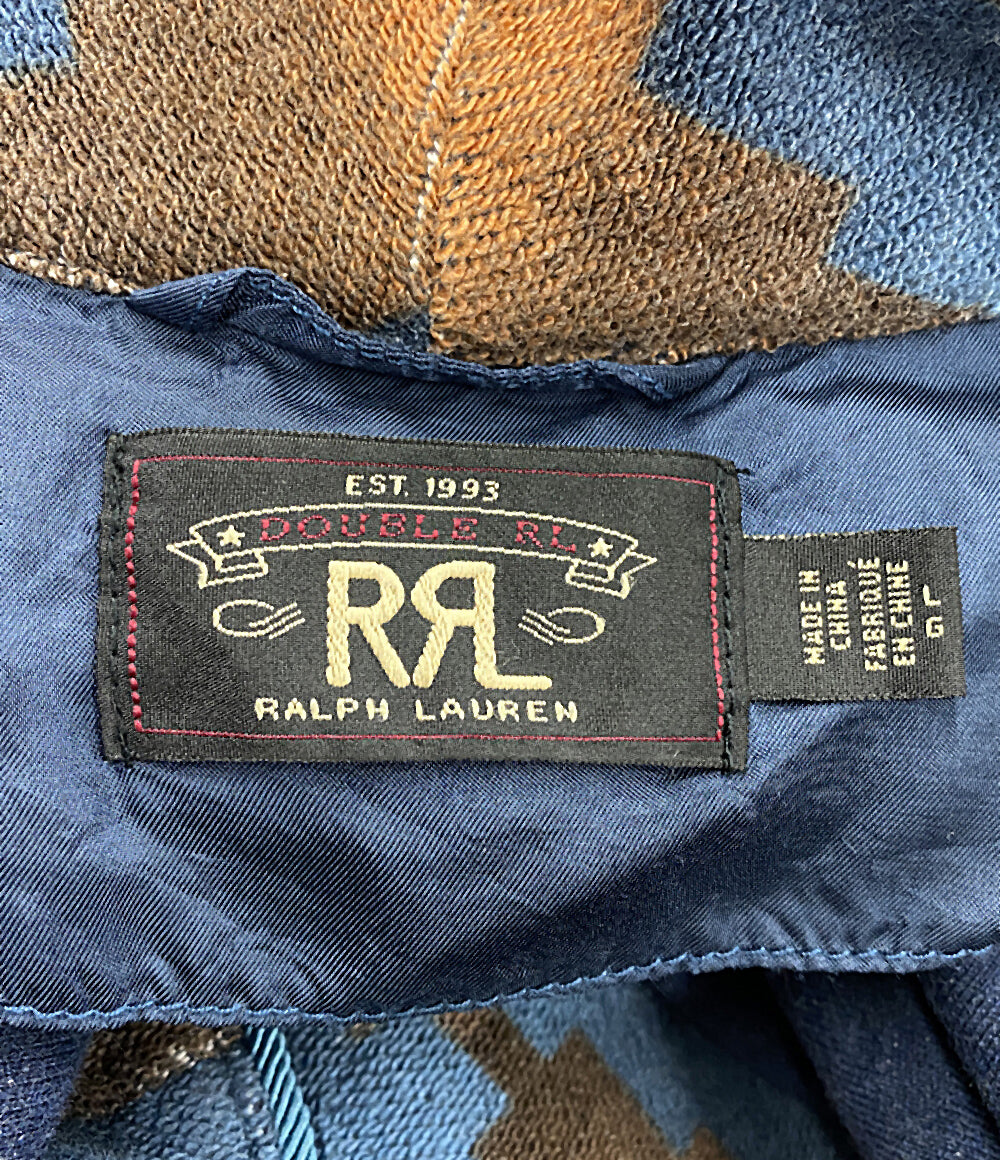 EST. 1993
DOUBLE RL
RRL
RALPH LAUREN
MADE IN
CHINA
FABRIQUÉ
EN CHINE
L
G